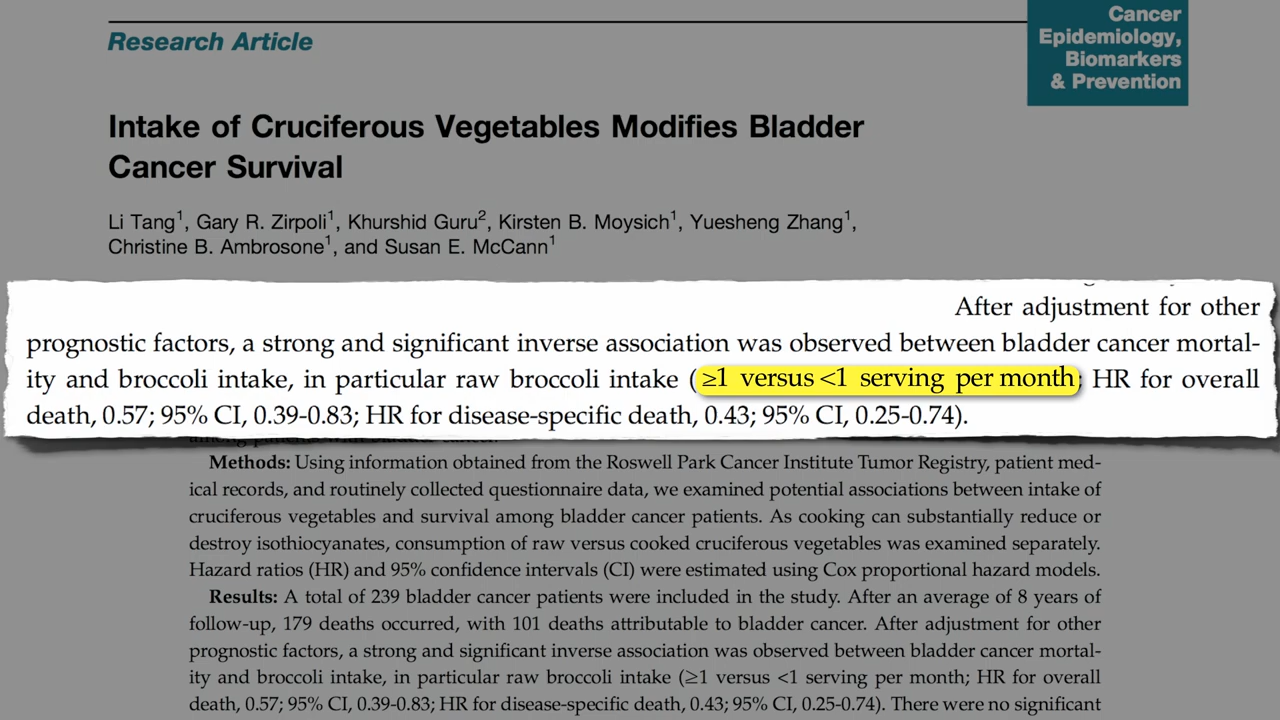 Research Article
Cancer
Epidemiology,
Biomarkers
& Prevention
Intake of Cruciferous Vegetables Modifies Bladder
Cancer Survival
Li Tang1, Gary R. Zirpoli1, Khurshid Guru2, Kirsten B. Moysich1, Yuesheng Zhang1,
Christine B. Ambrosone1, and Susan E. McCann1
After adjustment for other
prognostic factors, a strong and significant inverse association was observed between bladder cancer mortal-
ity and broccoli intake, in particular raw broccoli intake (≥1 versus <1 serving per month; HR for overall
death, 0.57; 95% CI, 0.39-0.83; HR for disease-specific death, 0.43; 95% CI, 0.25-0.74).
Methods: Using information obtained from the Roswell Park Cancer Institute Tumor Registry, patient med-
ical records, and routinely collected questionnaire data, we examined potential associations between intake of
cruciferous vegetables and survival among bladder cancer patients. As cooking can substantially reduce or
destroy isothiocyanates, consumption of raw versus cooked cruciferous vegetables was examined separately.
Hazard ratios (HR) and 95% confidence intervals (CI) were estimated using Cox proportional hazard models.
Results: A total of 239 bladder cancer patients were included in the study. After an average of 8 years of
follow-up, 179 deaths occurred, with 101 deaths attributable to bladder cancer. After adjustment for other
prognostic factors, a strong and significant inverse association was observed between bladder cancer mortal-
ity and broccoli intake, in particular raw broccoli intake (≥1 versus <1 serving per month; HR for overall
death, 0.57; 95% CI, 0.39-0.83; HR for disease-specific death, 0.43; 95% CI, 0.25-0.74). There were no significant